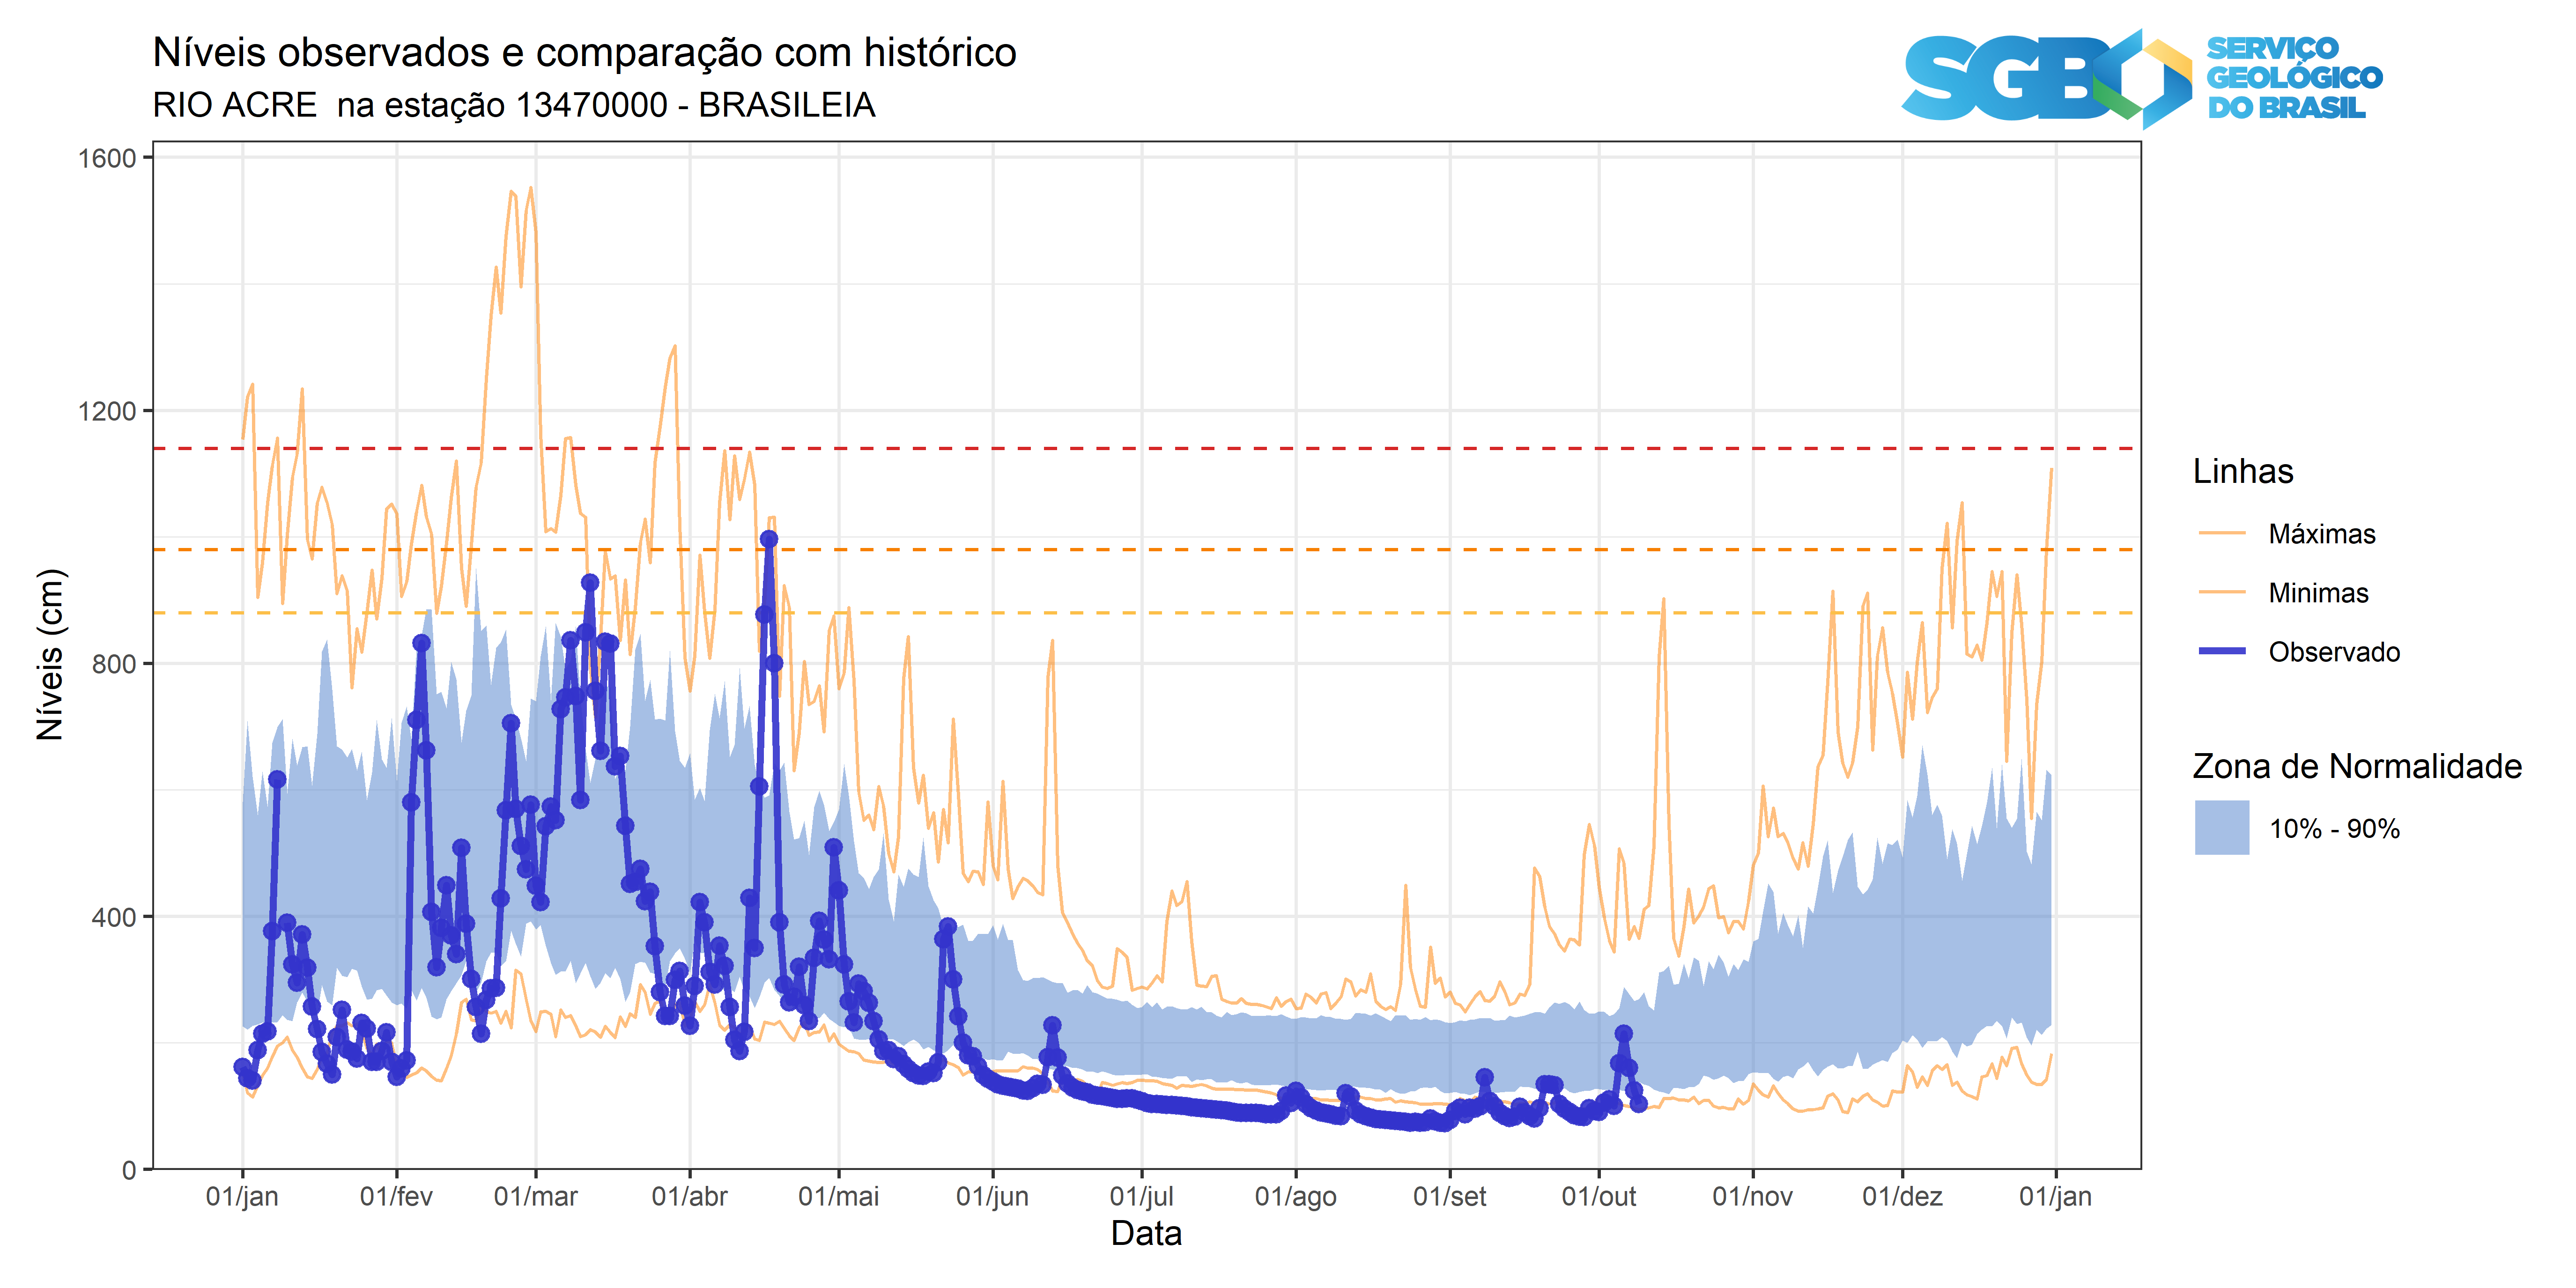 Níveis observados e comparação com histórico
RIO ACRE  na estação 13470000 - BRASILEIA
SGB
SERVIÇO
GEOLÓGICO
DO BRASIL
Níveis (cm)
1600
1200
800
400
0
01/jan
01/fev
01/mar
01/abr
01/mai
01/jun
01/jul
01/ago
01/set
01/out
01/nov
01/dez
01/jan
Data
Linhas
Máximas
Minimas
Observado
Zona de Normalidade
10% - 90%